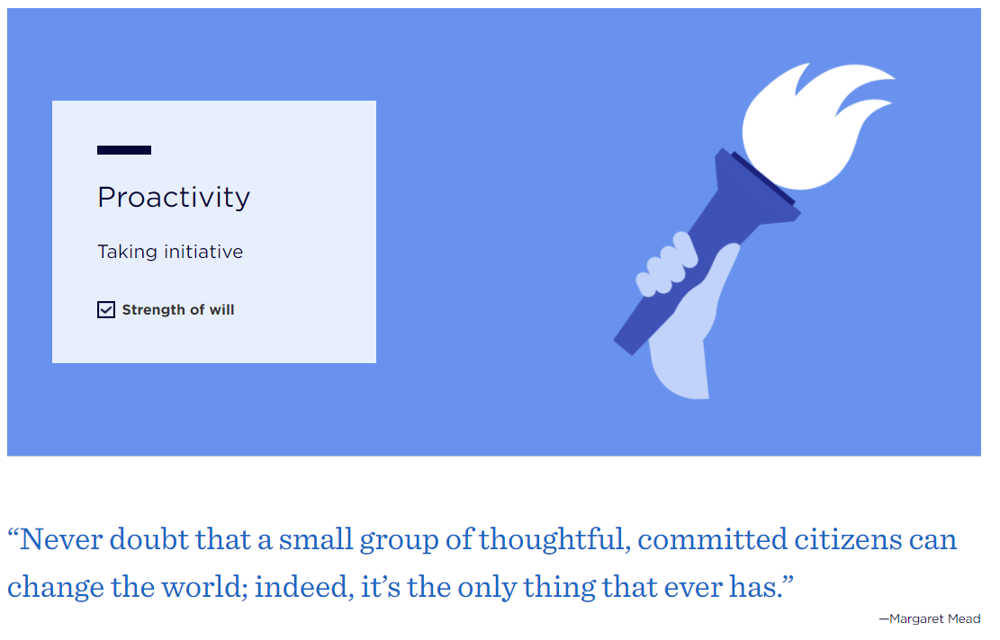 Proactivity
Taking initiative
Strength of will
“Never doubt that a small group of thoughtful, committed citizens can
change the world; indeed, it’s the only thing that ever has.”
—Margaret Mead